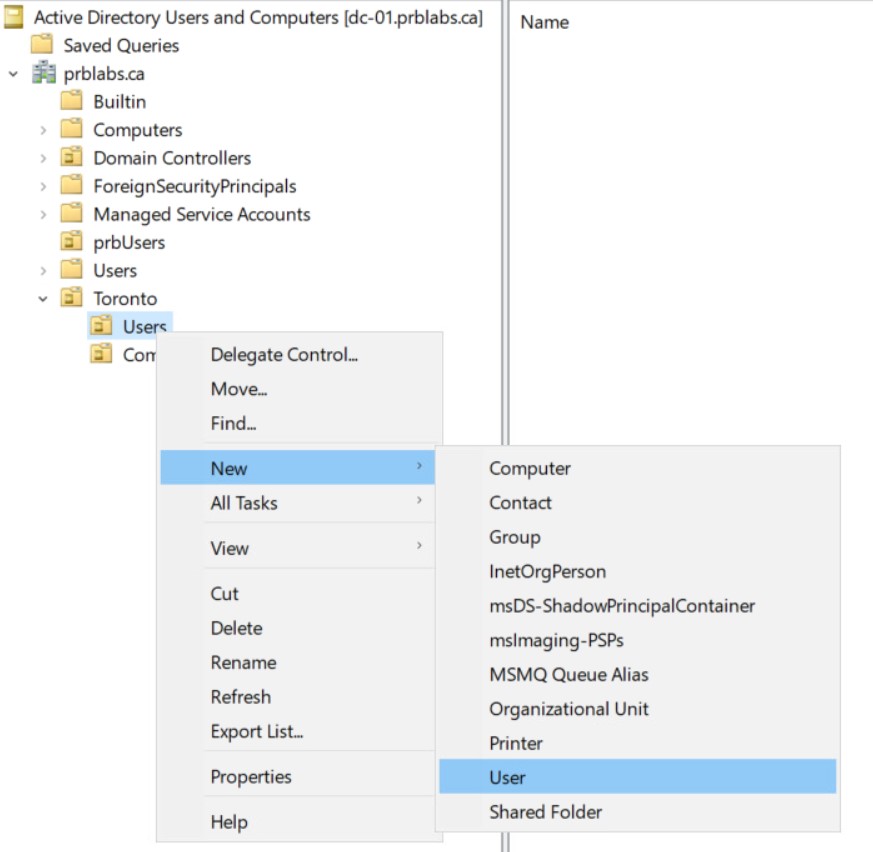 Active Directory Users and Computers [dc-01.prblabs.ca]
Name
Saved Queries
prblabs.ca
Builtin
Computers
Domain Controllers
ForeignSecurityPrincipals
Managed Service Accounts
prbUsers
Users
Toronto
Users
Com
Delegate Control...
Move...
Find...
New
All Tasks
View
Cut
Delete
Rename
Refresh
Export List...
Properties
Help
Computer
Contact
Group
InetOrgPerson
msDS-ShadowPrincipalContainer
msImaging-PSPs
MSMQ Queue Alias
Organizational Unit
Printer
User
Shared Folder